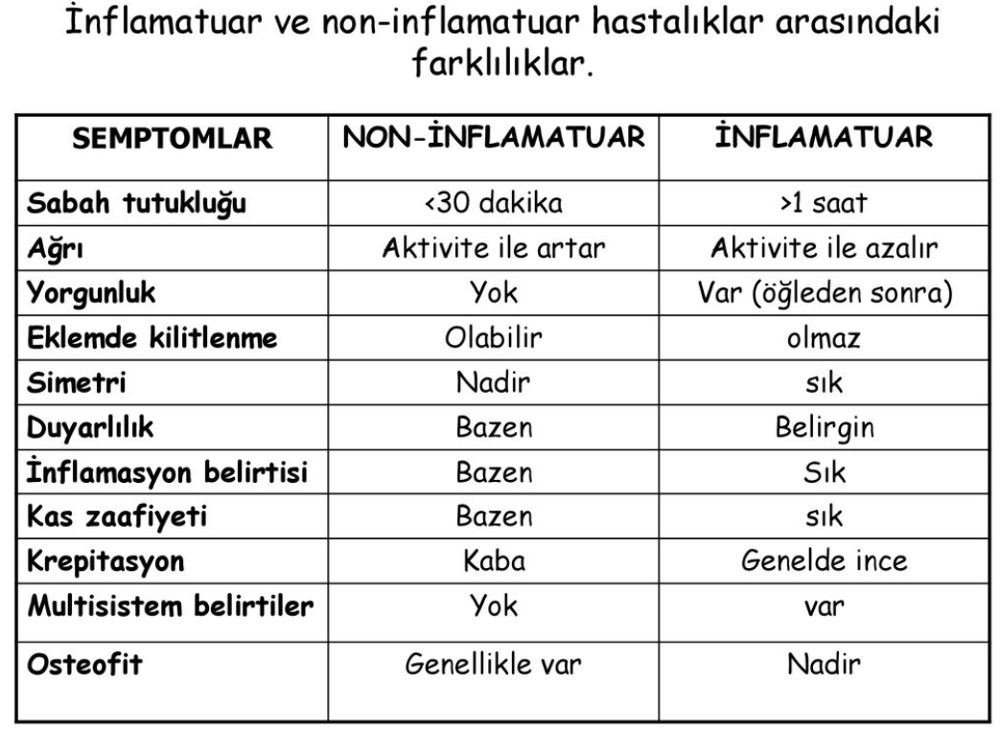 İnflamatuar ve non-inflamatuar hastalıklar arasındaki
farklılıklar.
SEMPTOMLAR NON-İNFLAMATUAR İNFLAMATUAR
Sabah tutukluğu <30 dakika >1 saat
Ağrı Aktivite ile artar Aktivite ile azalır
Yorgunluk Yok Var (öğleden sonra)
Eklemde kilitlenme Olabilir olmaz
Simetri Nadir sık
Duyarlılık Bazen Belirgin
İnflamasyon belirtisi Bazen Sık
Kas zaafiyeti Bazen sık
Krepitasyon Kaba Genelde ince
Multisistem belirtiler Yok var
Osteofit Genellikle var Nadir